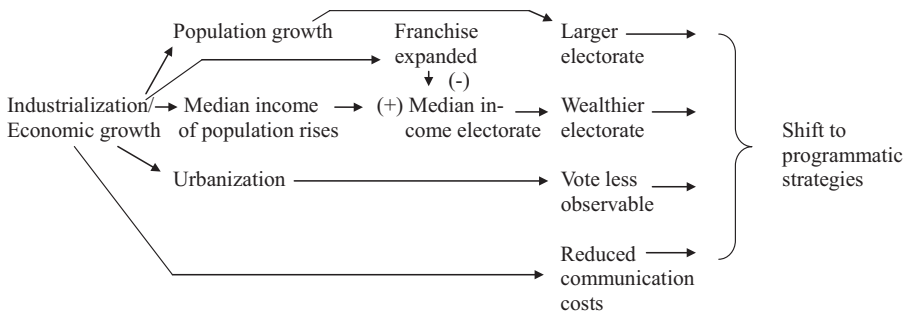 Population growth
Franchise
expanded
Larger
electorate
(-)
Industrialization/
Economic growth
Median income
of population rises
(+) Median in-
come electorate
Wealthier
electorate
Shift to
programmatic
strategies
Urbanization
Vote less
observable
Reduced
communication
costs